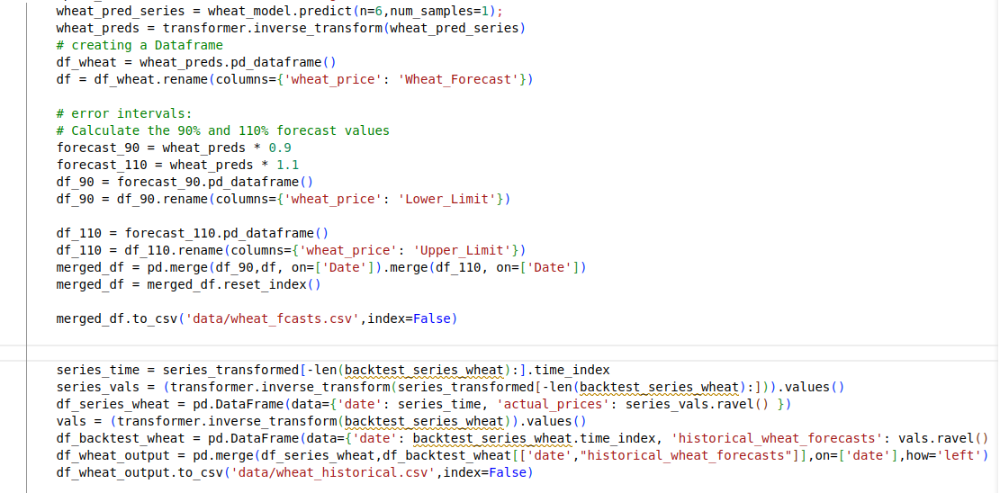 wheat_pred_series = wheat_model.predict(n=6,num_samples=1);
wheat_preds = transformer.inverse_transform(wheat_pred_series)
# creating a Dataframe
df_wheat = wheat_preds.pd_dataframe()
df = df_wheat.rename(columns={'wheat_price': 'Wheat_Forecast'})
# error intervals:
# Calculate the 90% and 110% forecast values
forecast_90 = wheat_preds * 0.9
forecast_110 = wheat_preds * 1.1
df_90 = forecast_90.pd_dataframe()
df_90 = df_90.rename(columns={'wheat_price': 'Lower_Limit'})
df_110 = forecast_110.pd_dataframe()
df_110 = df_110.rename(columns={'wheat_price': 'Upper_Limit'})
merged_df = pd.merge(df_90,df, on=['Date']).merge(df_110, on=['Date'])
merged_df = merged_df.reset_index()
merged_df.to_csv('data/wheat_fcasts.csv',index=False)
series_time = series_transformed[-len(backtest_series_wheat):].time_index
series_vals = (transformer.inverse_transform(series_transformed[-len(backtest_series_wheat):])).values()
df_series_wheat = pd.DataFrame(data={'date': series_time, 'actual_prices': series_vals.ravel() })
vals = (transformer.inverse_transform(backtest_series_wheat)).values()
df_backtest_wheat = pd.DataFrame(data={'date': backtest_series_wheat.time_index, 'historical_wheat_forecasts': vals.ravel()
df_wheat_output = pd.merge(df_series_wheat,df_backtest_wheat[['date',"historical_wheat_forecasts"]],on=['date'],how='left')
df_wheat_output.to_csv('data/wheat_historical.csv',index=False)